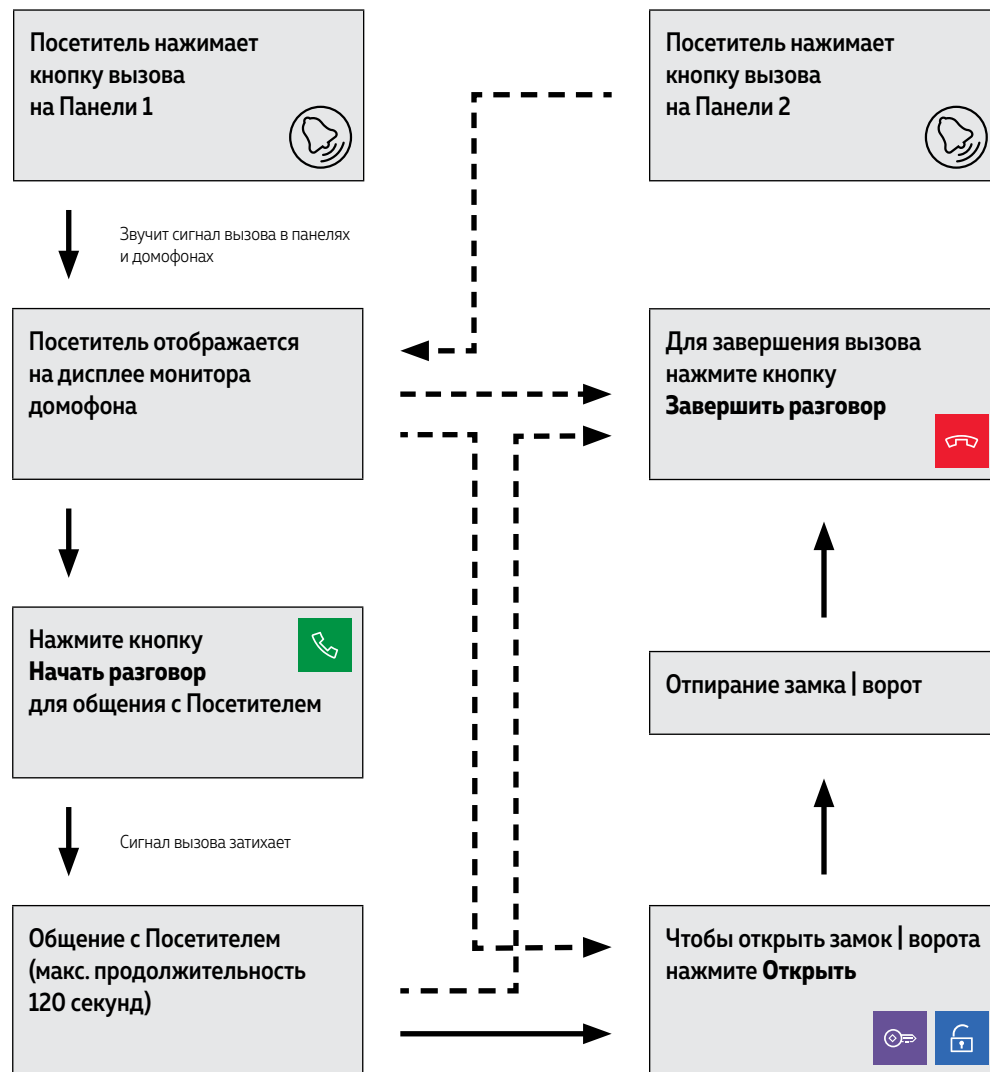 Посетитель нажимает
кнопку вызова
на Панели 1
Посетитель нажимает
кнопку вызова
на Панели 2
Звучит сигнал вызова в панелях
и домофонах
Посетитель отображается
на дисплее монитора
домофона
Для завершения вызова
нажмите кнопку
Завершить разговор
Нажмите кнопку
Начать разговор
для общения с Посетителем
Отпирание замка | ворот
Сигнал вызова затихает
Общение с Посетителем
(макс. продолжительность
120 секунд)
Чтобы открыть замок | ворота
нажмите Открыть